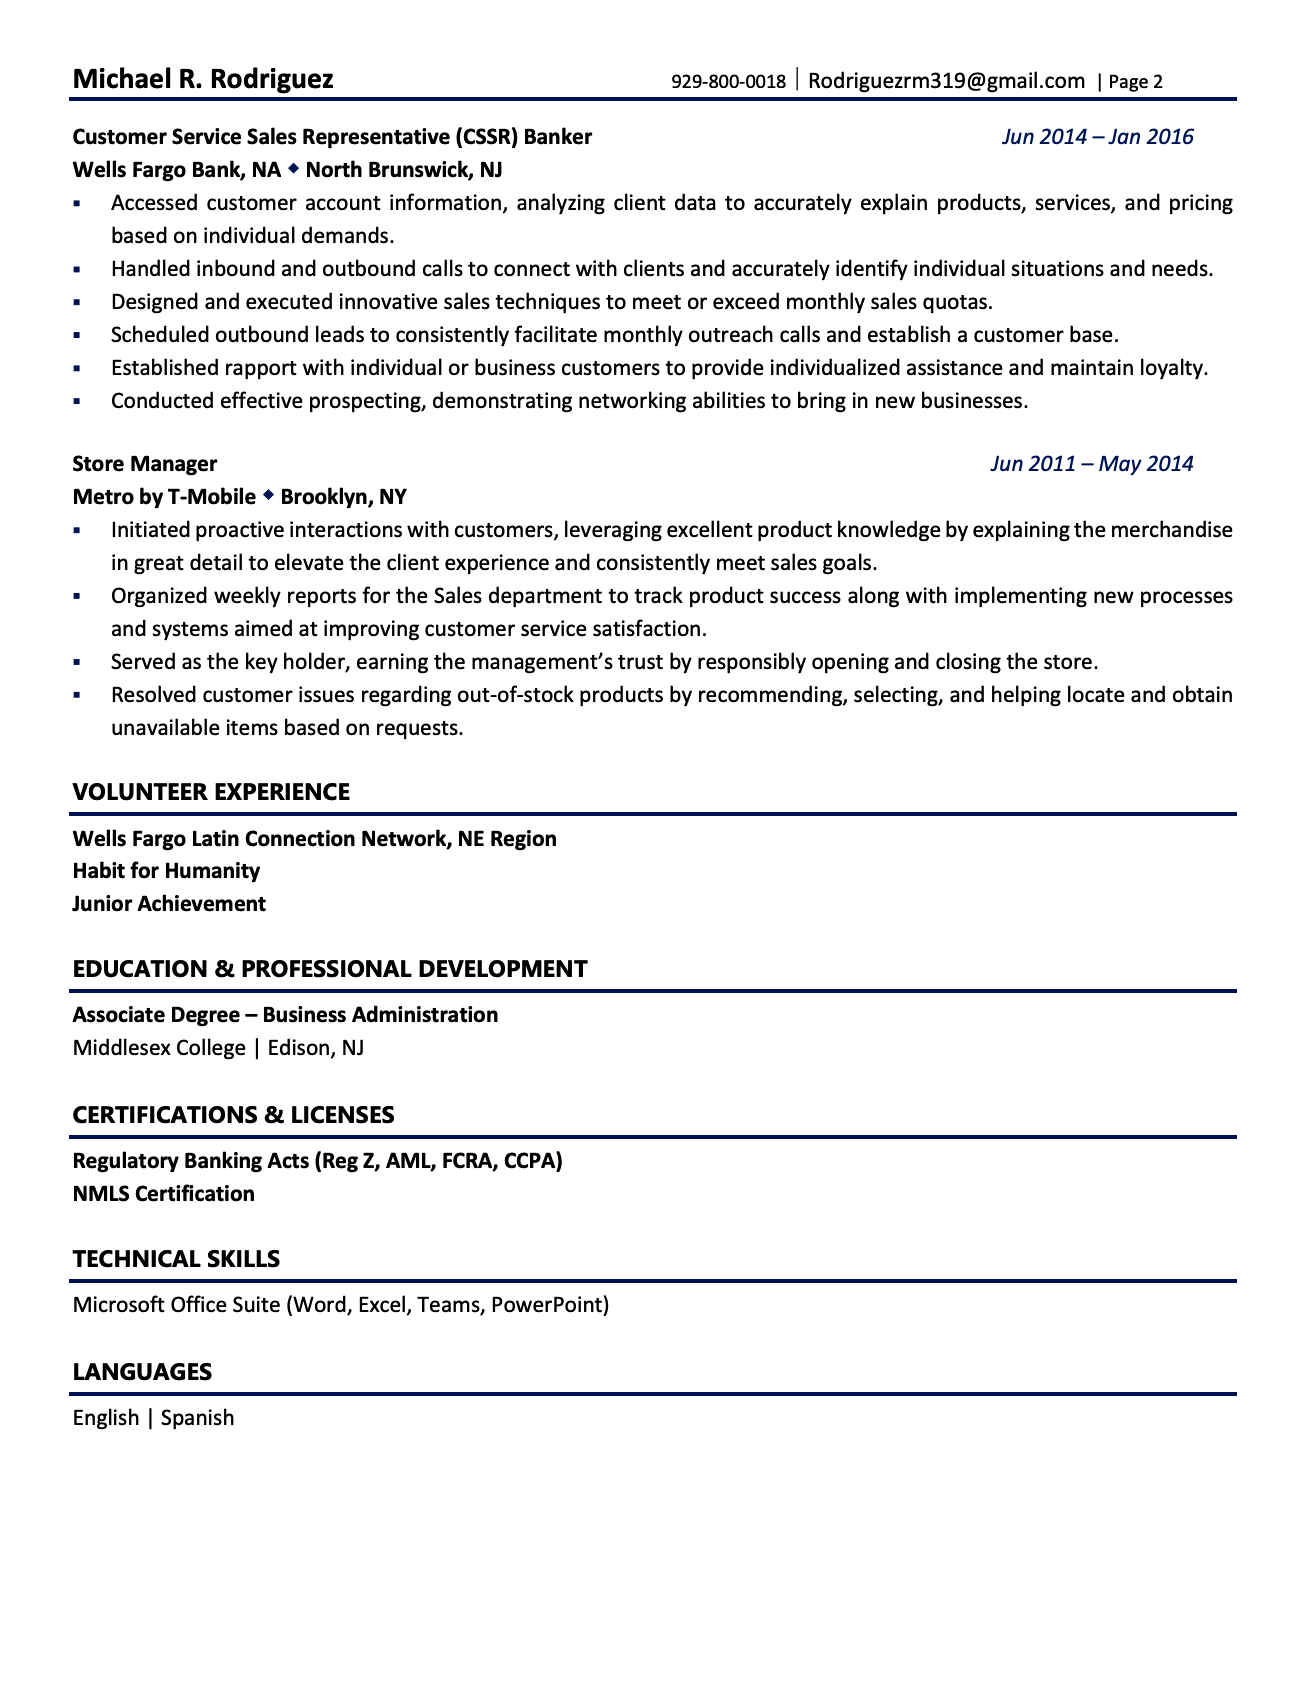 Michael R. Rodriguez 929-800-0018 | Rodriguezrm319@gmail.com | Page 2
Customer Service Sales Representative (CSSR) Banker Jun 2014 – Jan 2016
Wells Fargo Bank, NA ◆ North Brunswick, NJ
▪ Accessed customer account information, analyzing client data to accurately explain products, services, and pricing
based on individual demands.
▪ Handled inbound and outbound calls to connect with clients and accurately identify individual situations and needs.
▪ Designed and executed innovative sales techniques to meet or exceed monthly sales quotas.
▪ Scheduled outbound leads to consistently facilitate monthly outreach calls and establish a customer base.
▪ Established rapport with individual or business customers to provide individualized assistance and maintain loyalty.
▪ Conducted effective prospecting, demonstrating networking abilities to bring in new businesses.
Store Manager Jun 2011 – May 2014
Metro by T-Mobile ◆ Brooklyn, NY
▪ Initiated proactive interactions with customers, leveraging excellent product knowledge by explaining the merchandise
in great detail to elevate the client experience and consistently meet sales goals.
▪ Organized weekly reports for the Sales department to track product success along with implementing new processes
and systems aimed at improving customer service satisfaction.
▪ Served as the key holder, earning the management’s trust by responsibly opening and closing the store.
▪ Resolved customer issues regarding out-of-stock products by recommending, selecting, and helping locate and obtain
unavailable items based on requests.
VOLUNTEER EXPERIENCE
Wells Fargo Latin Connection Network, NE Region
Habit for Humanity
Junior Achievement
EDUCATION & PROFESSIONAL DEVELOPMENT
Associate Degree – Business Administration
Middlesex College | Edison, NJ
CERTIFICATIONS & LICENSES
Regulatory Banking Acts (Reg Z, AML, FCRA, CCPA)
NMLS Certification
TECHNICAL SKILLS
Microsoft Office Suite (Word, Excel, Teams, PowerPoint)
LANGUAGES
English | Spanish